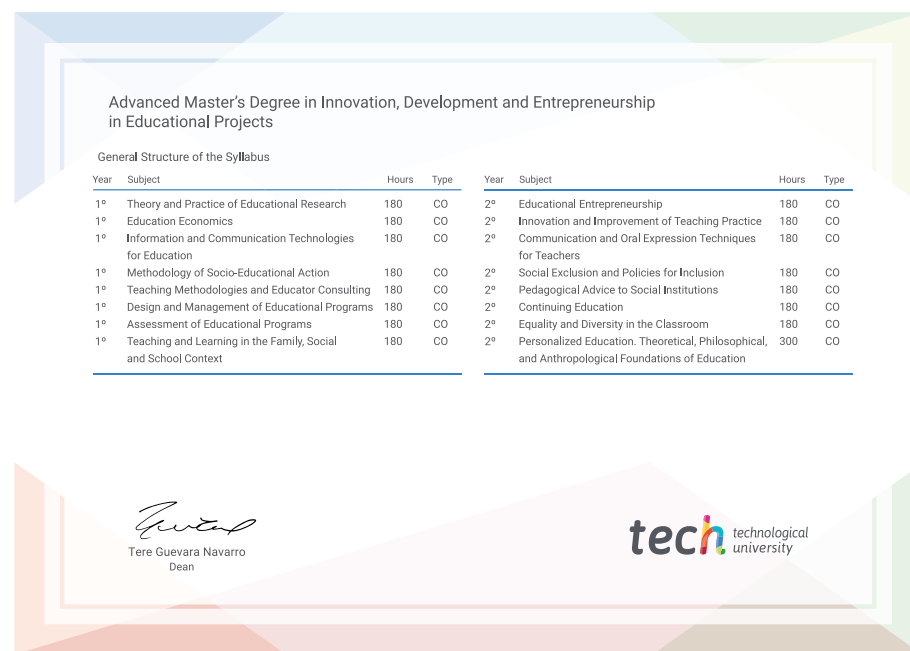 Advanced Master's Degree in Innovation, Development and Entrepreneurship
in Educational Projects
General Structure of the Syllabus
Year Subject Hours Type
1º Theory and Practice of Educational Research 180 CO
1º Education Economics 180 CO
1º Information and Communication Technologies 180 CO
for Education
1º Methodology of Socio-Educational Action 180 CO
1º Teaching Methodologies and Educator Consulting 180 CO
1º Design and Management of Educational Programs 180 CO
1º Assessment of Educational Programs 180 CO
1º Teaching and Learning in the Family, Social 180 CO
and School Context
Year Subject Hours Type
2º Educational Entrepreneurship 180 CO
2º Innovation and Improvement of Teaching Practice 180 CO
2º Communication and Oral Expression Techniques 180 CO
for Teachers
2º Social Exclusion and Policies for Inclusion 180 CO
2º Pedagogical Advice to Social Institutions 180 CO
2º Continuing Education 180 CO
2º Equality and Diversity in the Classroom 180 CO
2º Personalized Education. Theoretical, Philosophical, 300 CO
and Anthropological Foundations of Education
Tere Guevara Navarro
Dean
tech technological
university